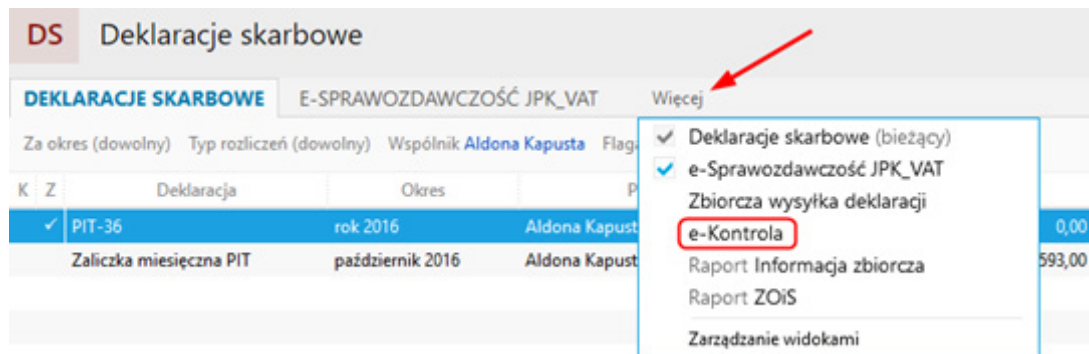 DS Deklaracje skarbowe
DEKLARACJE SKARBOWE E-SPRAWOZDAWCZOŚĆ JPK_VAT Więcej
Za okres (dowolny) Typ rozliczeń (dowolny) Wspólnik Aldona Kapusta
K Z Deklaracja Okres P
PIT-36 rok 2016 Aldona Kapust 0,00
Zaliczka miesięczna PIT październik 2016 Aldona Kapust 593,00
Deklaracje skarbowe (bieżący)
e-Sprawozdawczość JPK_VAT
Zbiorcza wysyłka deklaracji
e-Kontrola
Raport Informacja zbiorcza
Raport ZOiS
Zarządzanie widokami